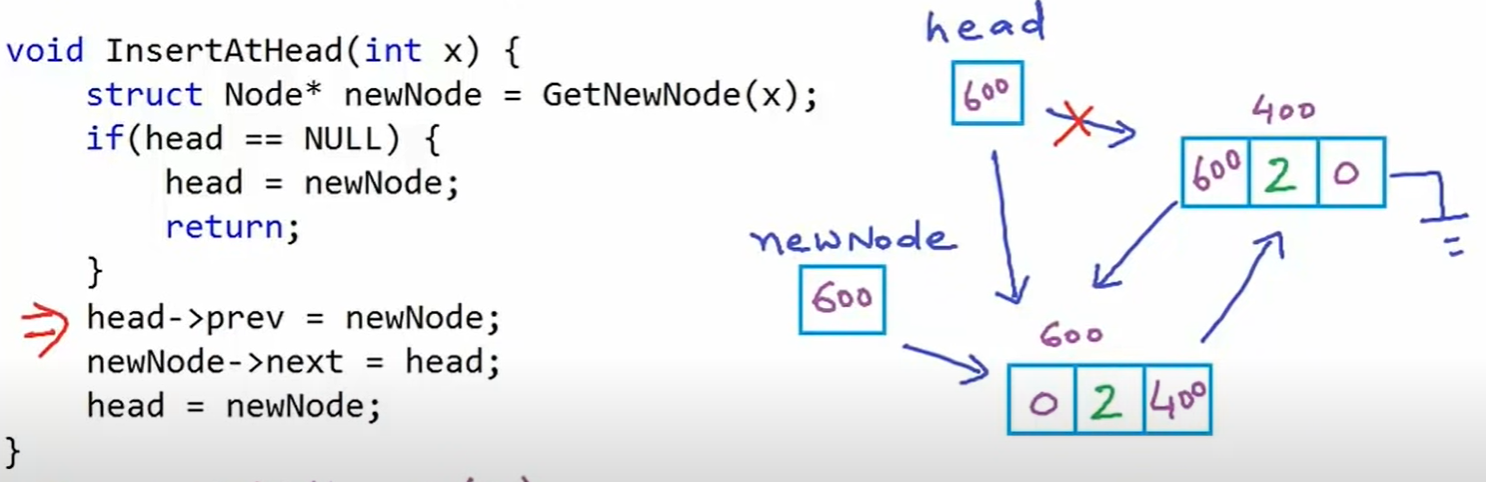 void InsertAtHead(int x) {
    struct Node* newNode = GetNewNode(x);
    if(head == NULL) {
        head = newNode;
        return;
    }
    head->prev = newNode;
    newNode->next = head;
    head = newNode;
}
head
600
400
600 2 0
newNode
600
600
0 2 400